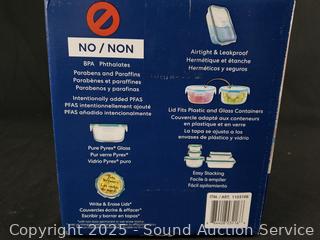 NO / NON
BPA Phthalates
Parabens and Paraffins
Parabènes et paraffines
Parabenos y parafinas
Intentionally added PFAS
PFAS intentionnellement ajouté
PFAS añadido intencionalmente
Pure Pyrex® Glass
Pur verre Pyrex®
Vidrio Pyrex® puro
Write & Erase Lids*
Couvercles écrire & effacer*
Escribir y borrar en tapas*
Airtight & Leakproof
Hermétique et étanche
Herméticos y seguros
Lid Fits Plastic and Glass Containers
Couvercle adapté aux conteneurs
en plastique et en verre
La tapa se ajusta a los
envases de plástico y vidrio
Easy Stacking
Facile à empiler
Fácil apilamiento
ITM. / ART.
Copyright - 2025 - Sound Auction Service